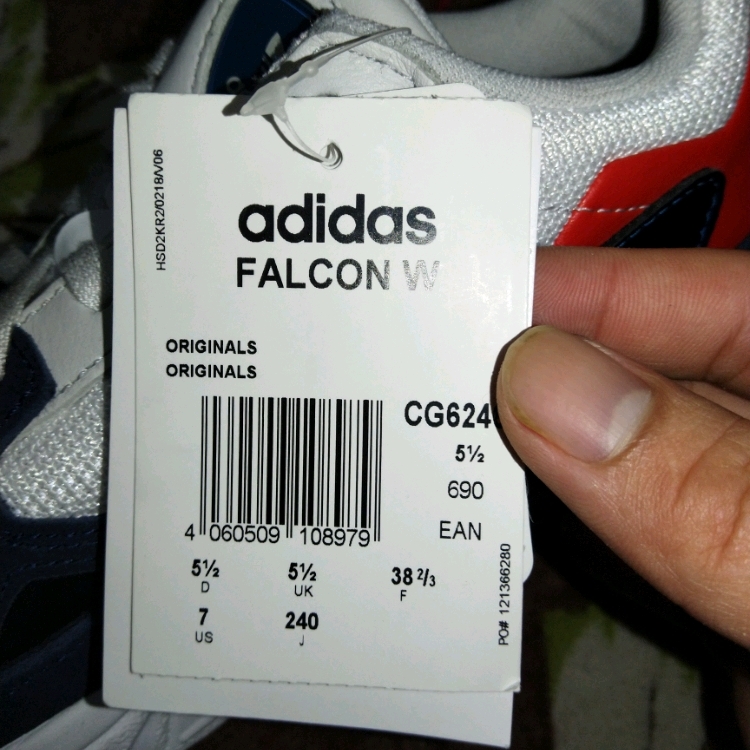 HSD2KR2/0218/V/06
adidas
FALCON W
ORIGINALS
ORIGINALS
5½
690
EAN
4 060509 108979
5½ 5½ 38 2/3
D UK F
7 240
US J
PO# 121366280